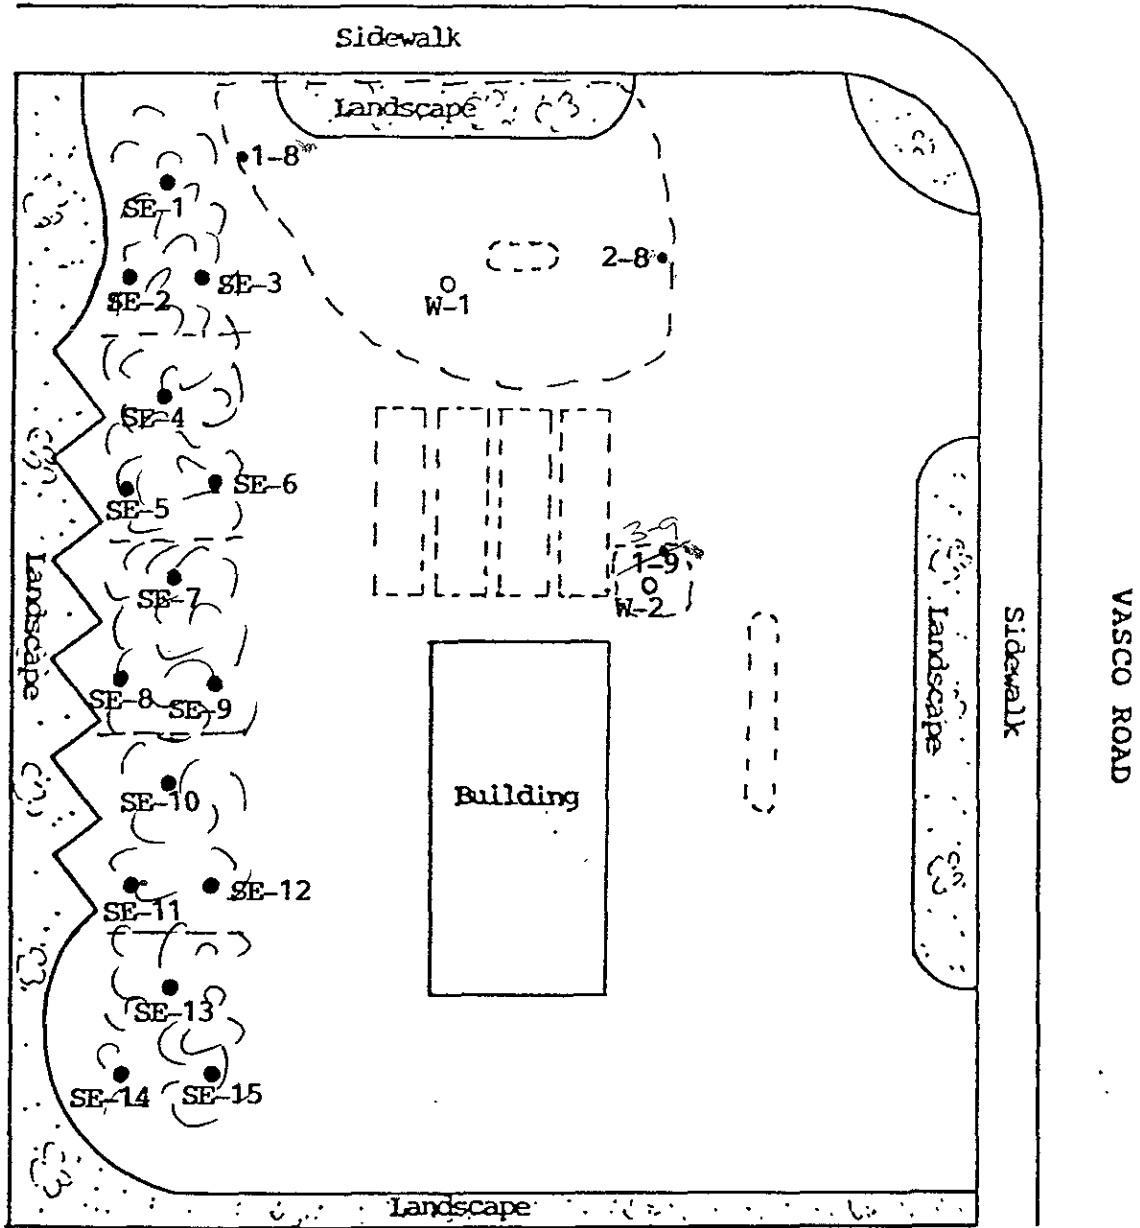 Sidewalk
Landscape
1-8
SE-1
2-8
SE-2
SE-3
W-1
SE-4
SE-6
SE-5
3-9
1-9
SE-7
W-2
Landscape
Landscape
Sidewalk
VASCO ROAD
SE-8
SE-9
SE-10
Building
SE-11
SE-12
SE-13
SE-14
SE-15
Landscape